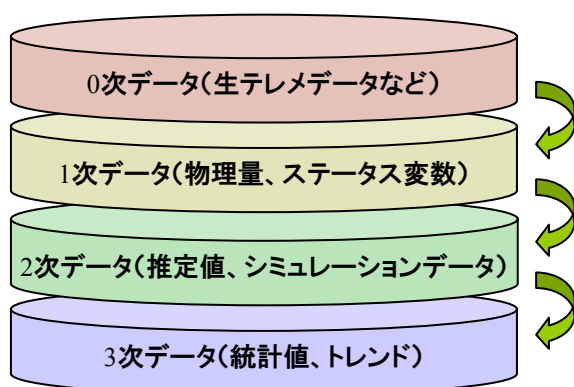 0次データ(生テレメデータなど)
1次データ(物理量、ステータス変数)
2次データ(推定値、シミュレーションデータ)
3次データ(統計値、トレンド)